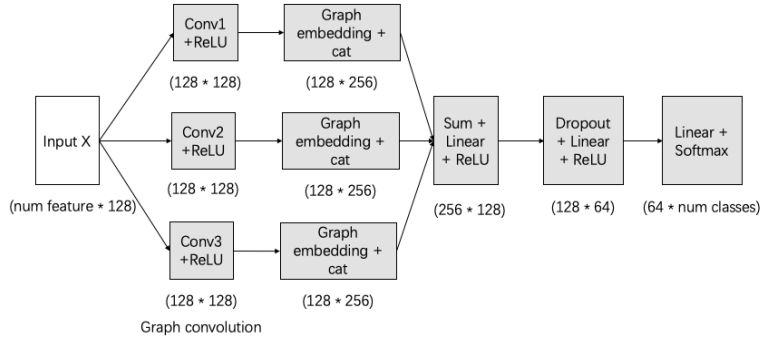 Conv1
+ReLU
(128 * 128)
Graph
embedding +
cat
(128 * 256)
Input X
(num feature * 128)
Conv2
+ReLU
(128 * 128)
Graph
embedding +
cat
(128 * 256)
Conv3
+ReLU
(128 * 128)
Graph convolution
Graph
embedding +
cat
(128 * 256)
Sum +
Linear
+ ReLU
(256 * 128)
Dropout
+ Linear
+ ReLU
(128 * 64)
Linear +
Softmax
(64 * num classes)